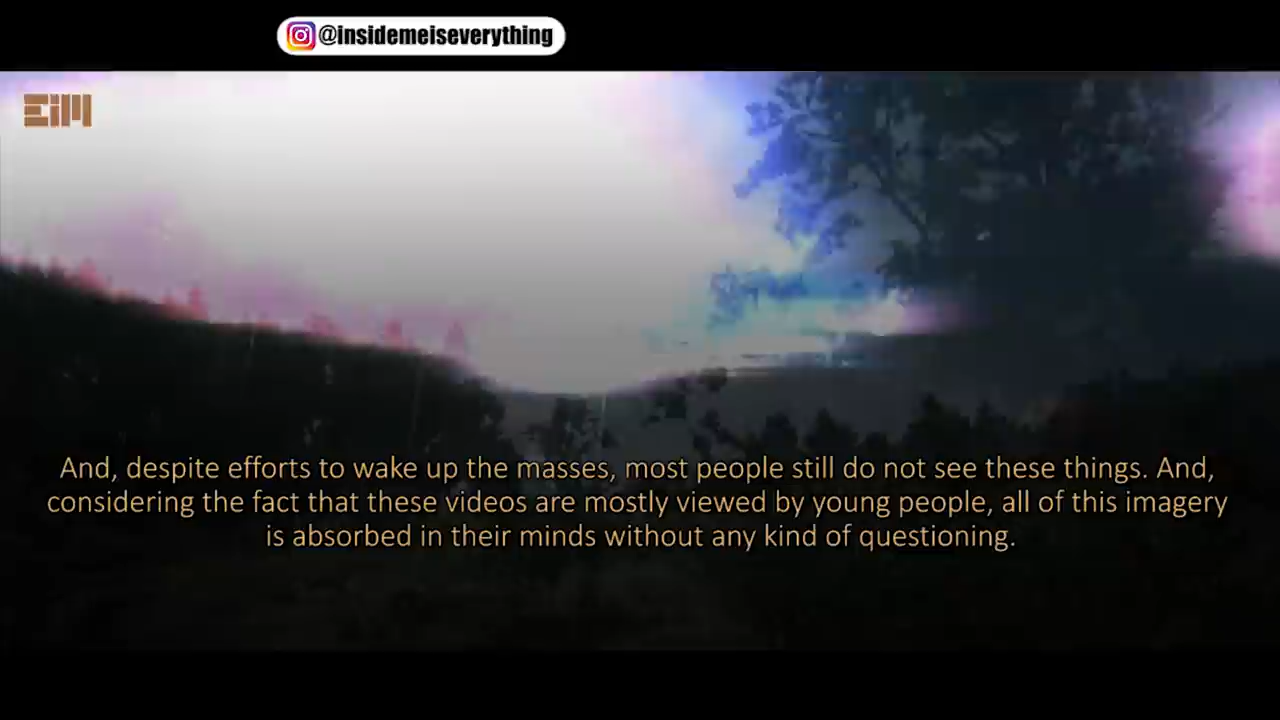 @insidemeiseverything
EiM
And, despite efforts to wake up the masses, most people still do not see these things. And,
considering the fact that these videos are mostly viewed by young people, all of this imagery
is absorbed in their minds without any kind of questioning.